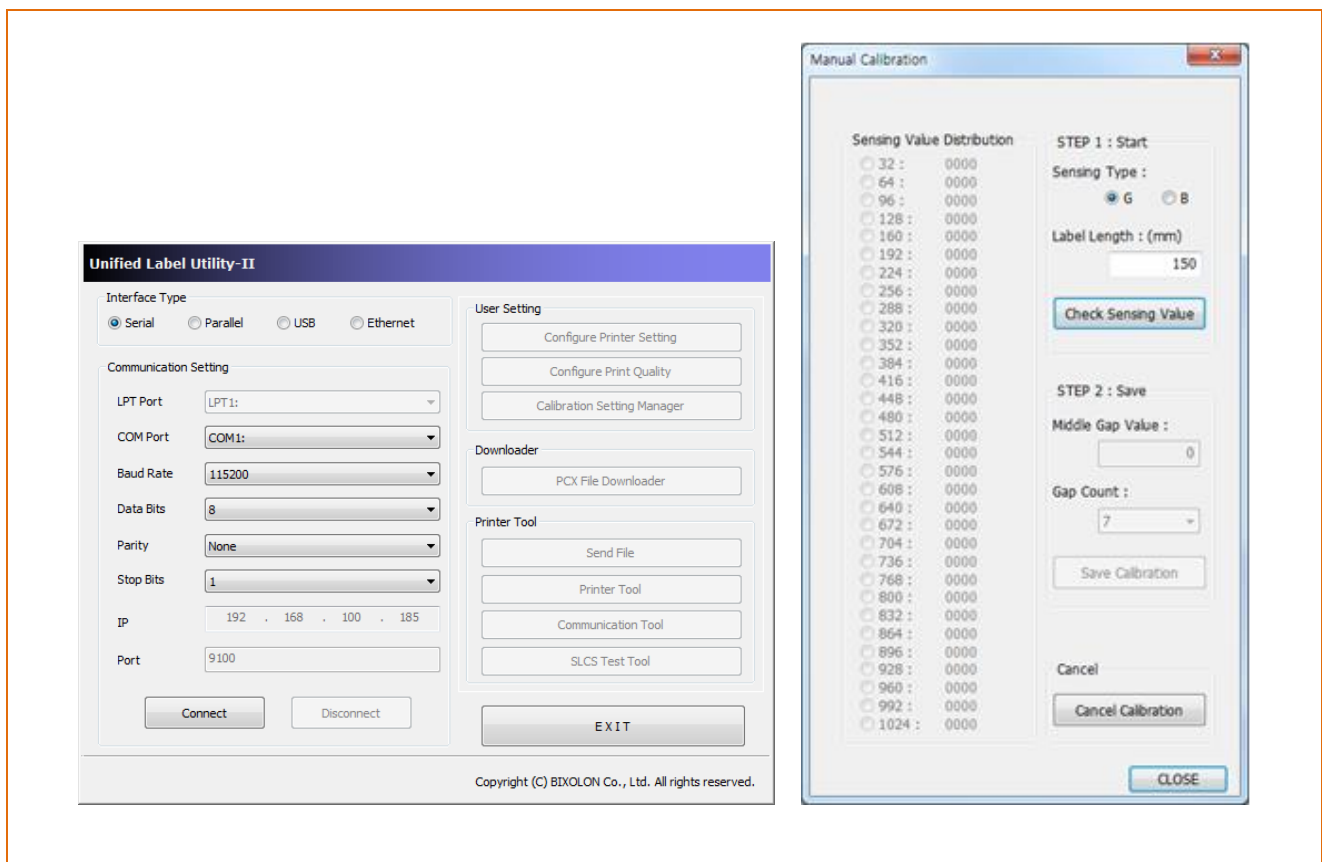 Unified Label Utility-II
Interface Type
Serial Parallel USB Ethernet
Communication Setting
LPT Port LPT1:
COM Port COM1:
Baud Rate 115200
Data Bits 8
Parity None
Stop Bits 1
IP 192 . 168 . 100 . 185
Port 9100
Connect Disconnect
User Setting
Configure Printer Setting
Configure Print Quality
Calibration Setting Manager
Downloader
PCX File Downloader
Printer Tool
Send File
Printer Tool
Communication Tool
SLCS Test Tool
EXIT
Copyright (C) BIXOLON Co., Ltd. All rights reserved.
Manual Calibration
Sensing Value Distribution
32 : 0000
64 : 0000
96 : 0000
128 : 0000
160 : 0000
192 : 0000
224 : 0000
256 : 0000
288 : 0000
320 : 0000
352 : 0000
384 : 0000
416 : 0000
448 : 0000
480 : 0000
512 : 0000
544 : 0000
576 : 0000
608 : 0000
640 : 0000
672 : 0000
704 : 0000
736 : 0000
768 : 0000
800 : 0000
832 : 0000
864 : 0000
896 : 0000
928 : 0000
960 : 0000
992 : 0000
1024 : 0000
STEP 1 : Start
Sensing Type :
G B
Label Length : (mm)
150
Check Sensing Value
STEP 2 : Save
Middle Gap Value :
0
Gap Count :
7
Save Calibration
Cancel
Cancel Calibration
CLOSE